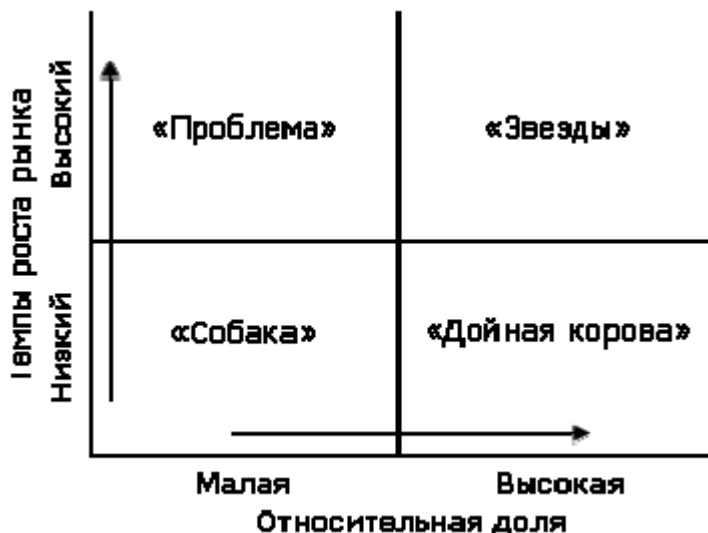 Темпы роста рынка
Высокий
«Проблема»
«Звезды»
Низкий
«Собака»
«Дойная корова»
Малая
Высокая
Относительная доля